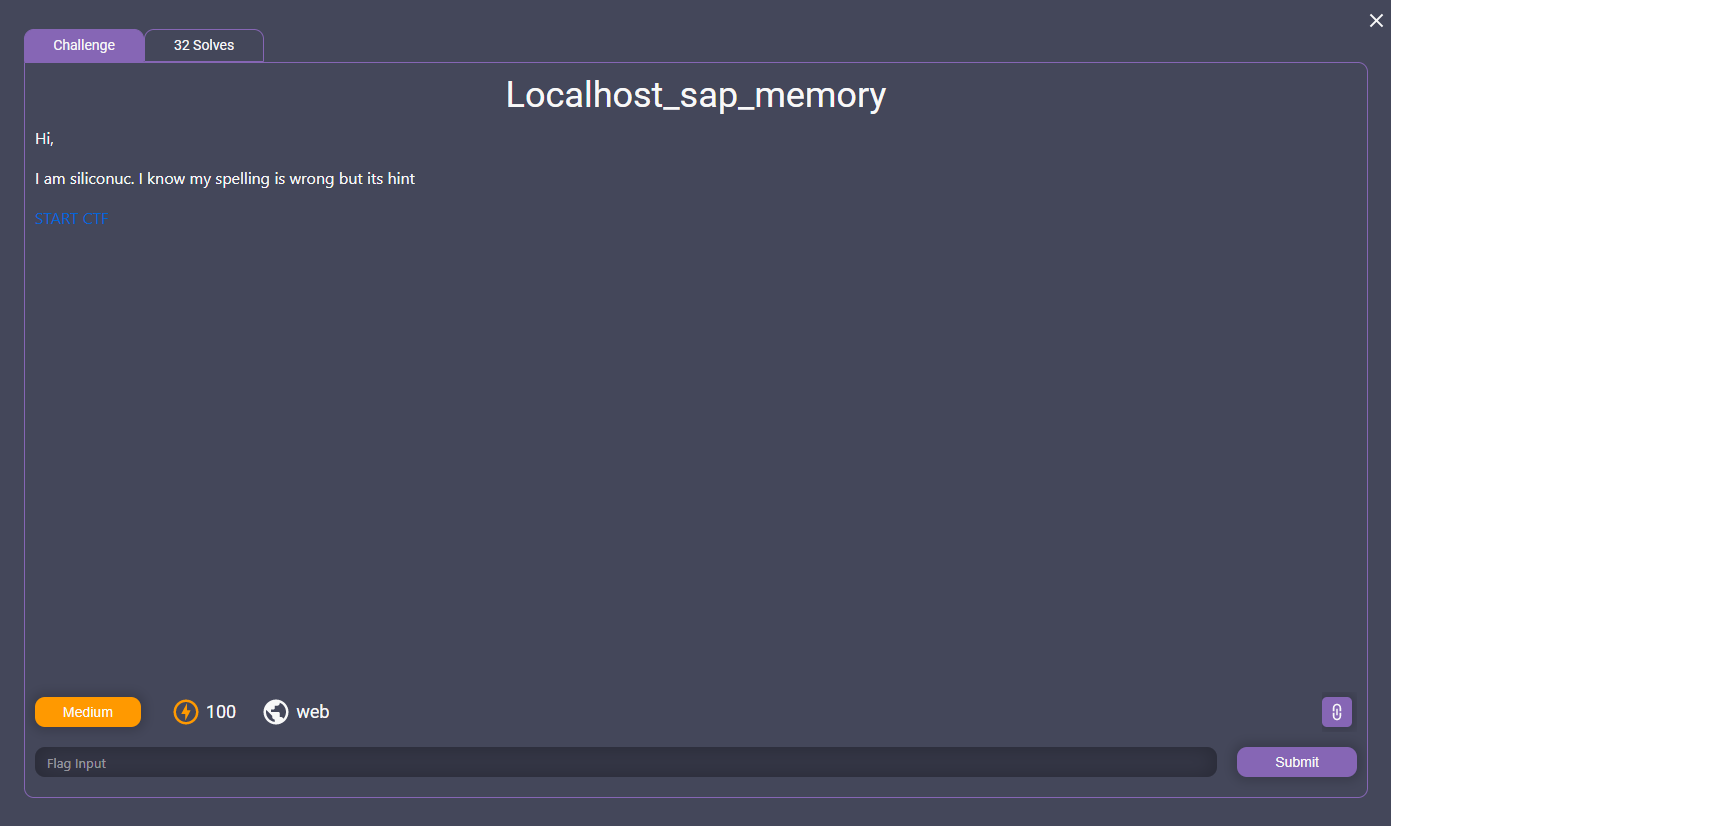 Challenge
32 Solves
Localhost_sap_memory
Hi,
I am siliconuc. I know my spelling is wrong but its hint
START CTF
Medium
100
web
Flag Input
Submit